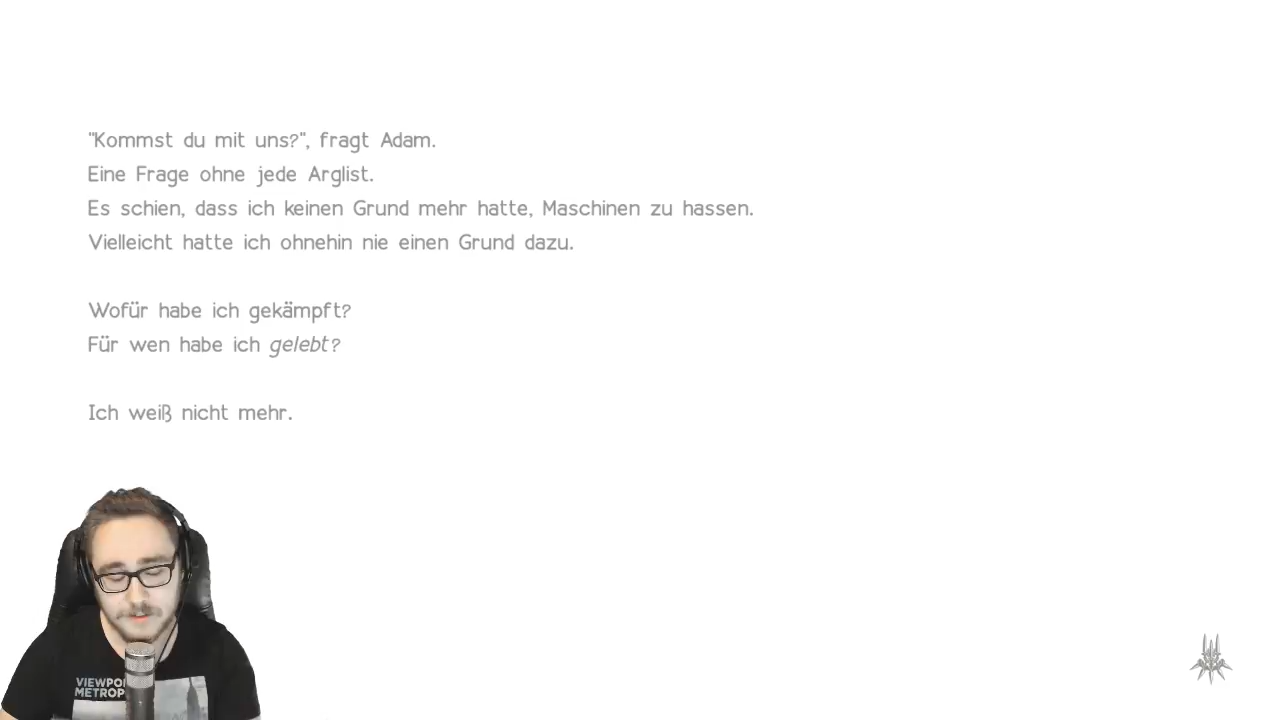 "Kommst du mit uns?", fragt Adam.
Eine Frage ohne jede Arglist.
Es schien, dass ich keinen Grund mehr hatte, Maschinen zu hassen.
Vielleicht hatte ich ohnehin nie einen Grund dazu.
Wofür habe ich gekämpft?
Für wen habe ich gelebt?
Ich weiß nicht mehr.